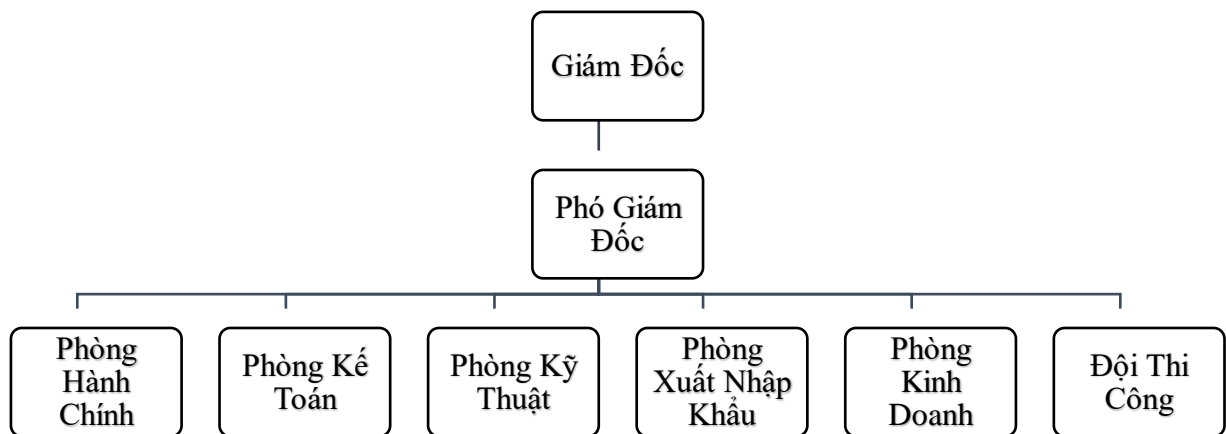 Giám Đốc
Phó Giám
Đốc
Phòng
Hành
Chính
Phòng Kế
Toán
Phòng Kỹ
Thuật
Phòng
Xuất Nhập
Khẩu
Phòng
Kinh
Doanh
Đội Thi
Công